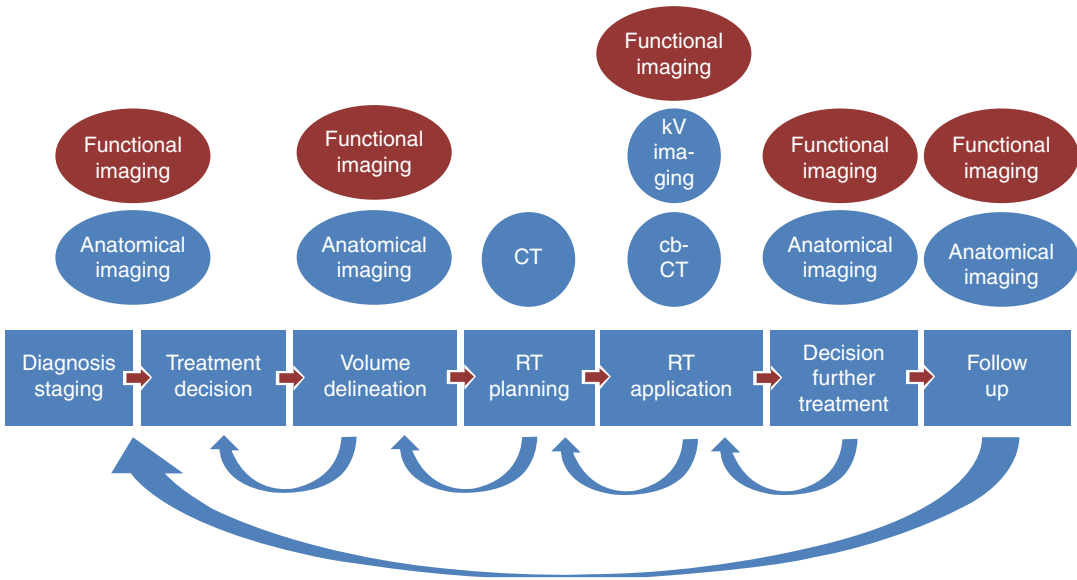 Functional
imaging
Functional
imaging
Functional
imaging
kV
ima-
ging
Functional
imaging
Functional
imaging
Anatomical
imaging
Anatomical
imaging
CT
cb-
CT
Anatomical
imaging
Anatomical
imaging
Diagnosis
staging
Treatment
decision
Volume
delineation
RT
planning
RT
application
Decision
further
treatment
Follow
up